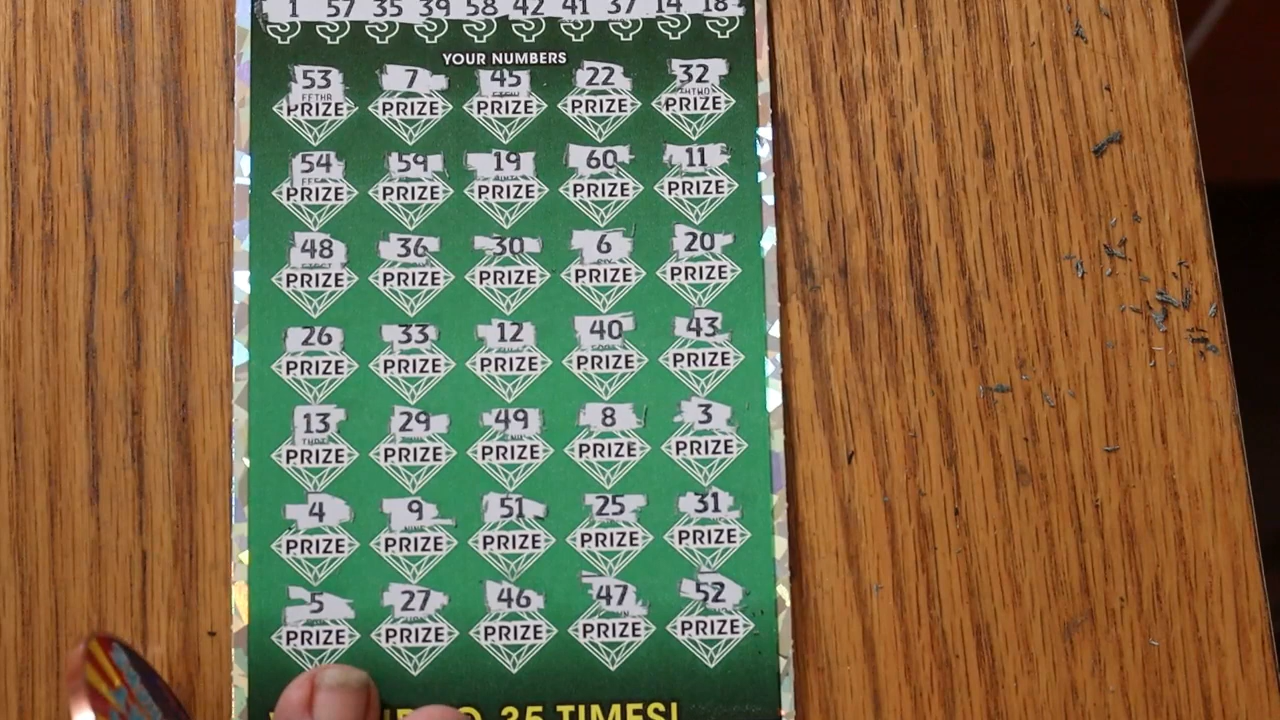 1 57 35 39 58 42 41 37 14 18
YOUR NUMBERS
53 7 45 22 32
PRIZE PRIZE PRIZE PRIZE PRIZE
54 59 19 60 11
PRIZE PRIZE PRIZE PRIZE PRIZE
48 36 30 6 20
PRIZE PRIZE PRIZE PRIZE PRIZE
26 33 12 40 43
PRIZE PRIZE PRIZE PRIZE PRIZE
13 29 49 8 3
PRIZE PRIZE PRIZE PRIZE PRIZE
4 9 51 25 31
PRIZE PRIZE PRIZE PRIZE PRIZE
5 27 46 47 52
PRIZE PRIZE PRIZE PRIZE PRIZE
35 TIMES!